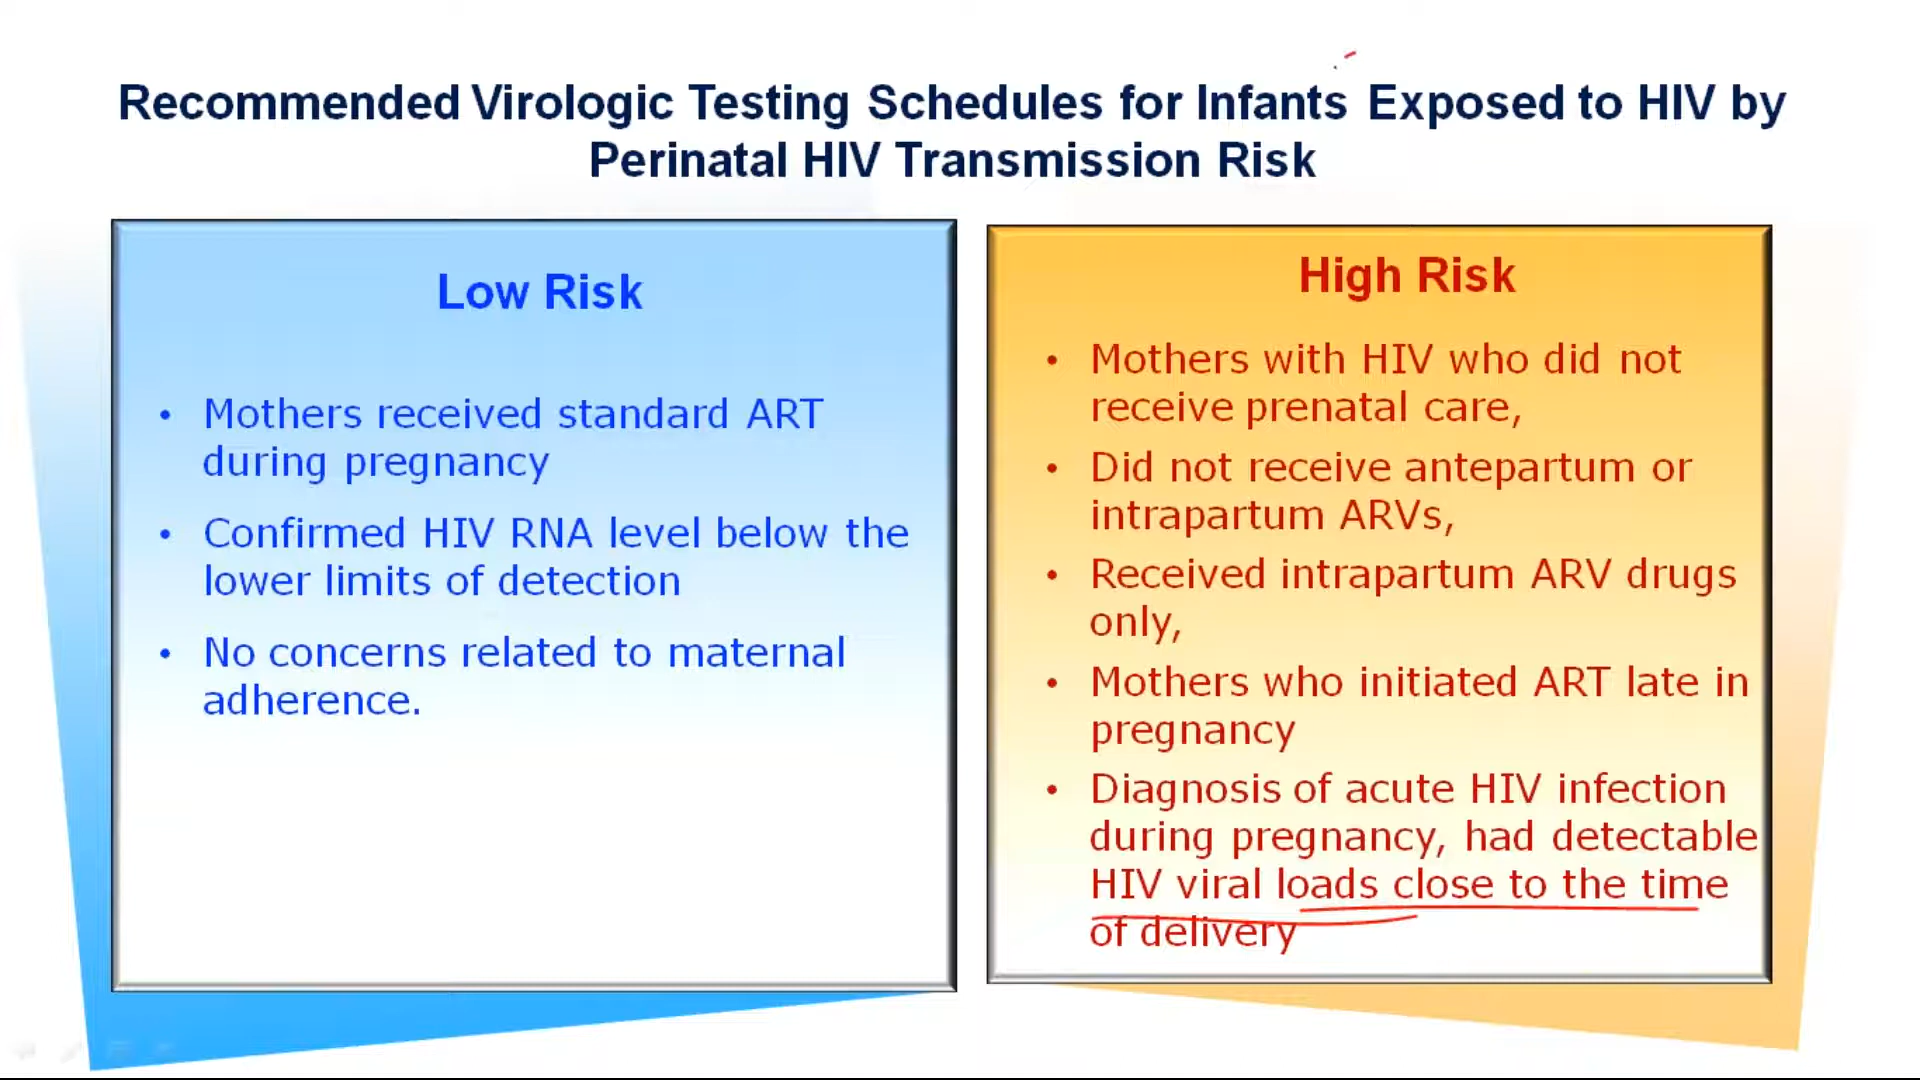 Recommended Virologic Testing Schedules for Infants Exposed to HIV by
Perinatal HIV Transmission Risk
Low Risk
• Mothers received standard ART
during pregnancy
• Confirmed HIV RNA level below the
lower limits of detection
• No concerns related to maternal
adherence.
High Risk
• Mothers with HIV who did not
receive prenatal care,
• Did not receive antepartum or
intrapartum ARVs,
• Received intrapartum ARV drugs
only,
• Mothers who initiated ART late in
pregnancy
• Diagnosis of acute HIV infection
during pregnancy, had detectable
HIV viral loads close to the time
of delivery